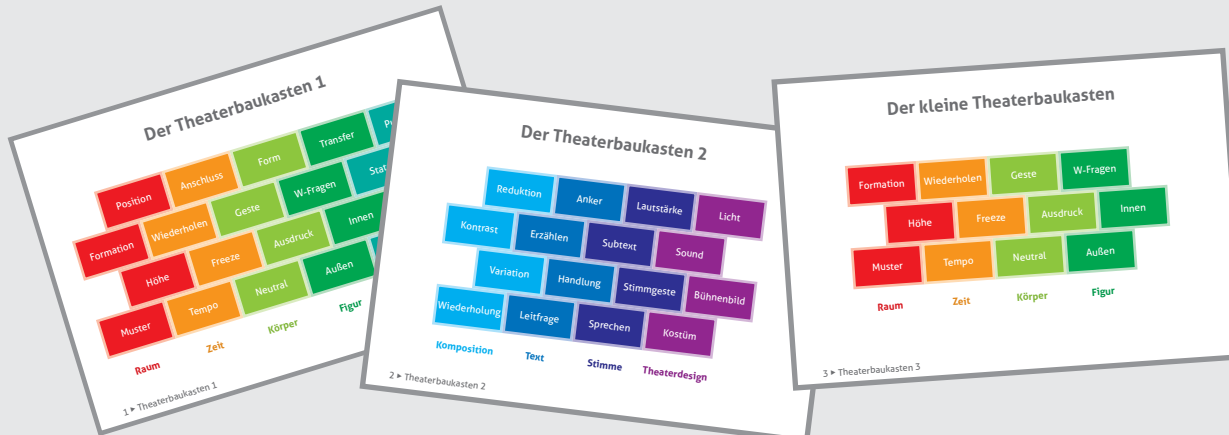 Der Theaterbaukasten 1
Position Anschluss Form Transfer
Formation Wiederholen Geste W-Fragen
Höhe Freeze Ausdruck Innen
Muster Tempo Neutral Außen
Raum Zeit Körper Figur
1 ▸ Theaterbaukasten 1
Der Theaterbaukasten 2
Reduktion Anker Lautstärke Licht
Kontrast Erzählen Subtext Sound
Variation Handlung Stimmgeste Bühnenbild
Wiederholung Leitfrage Sprechen Kostüm
Komposition Text Stimme Theaterdesign
2 ▸ Theaterbaukasten 2
Der kleine Theaterbaukasten
Formation Wiederholen Geste W-Fragen
Höhe Freeze Ausdruck Innen
Muster Tempo Neutral Außen
Raum Zeit Körper Figur
3 ▸ Theaterbaukasten 3